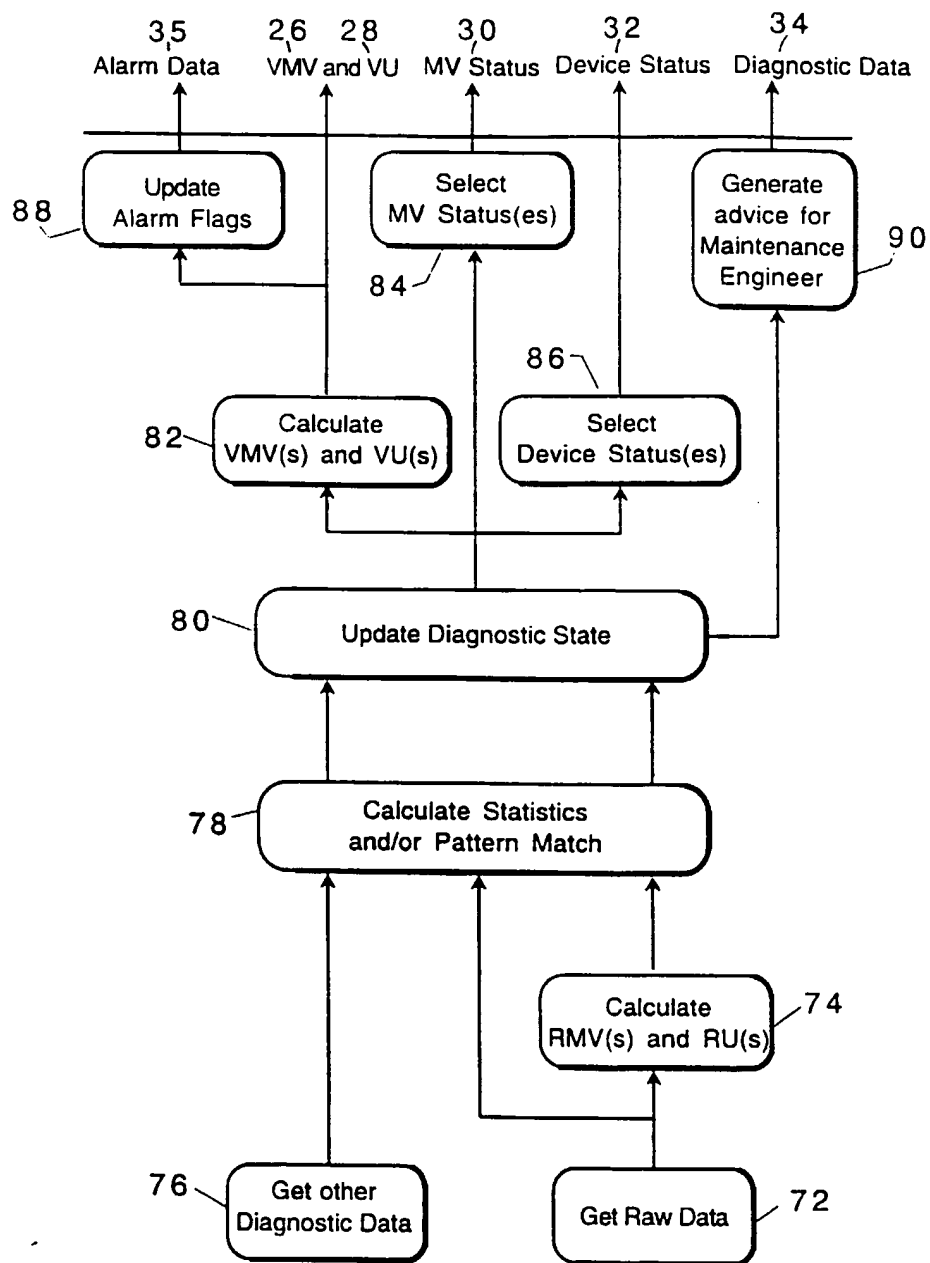 35 26 28 30 32 34
Alarm Data VMV and VU MV Status Device Status Diagnostic Data
Update
Alarm Flags
88
Select
MV Status(es)
84
Generate
advice for
Maintenance
Engineer
90
86
82
Calculate
VMV(s) and VU(s)
Select
Device Status(es)
80
Update Diagnostic State
78
Calculate Statistics
and/or Pattern Match
Calculate
RMV(s) and RU(s)
74
76
Get other
Diagnostic Data
Get Raw Data
72